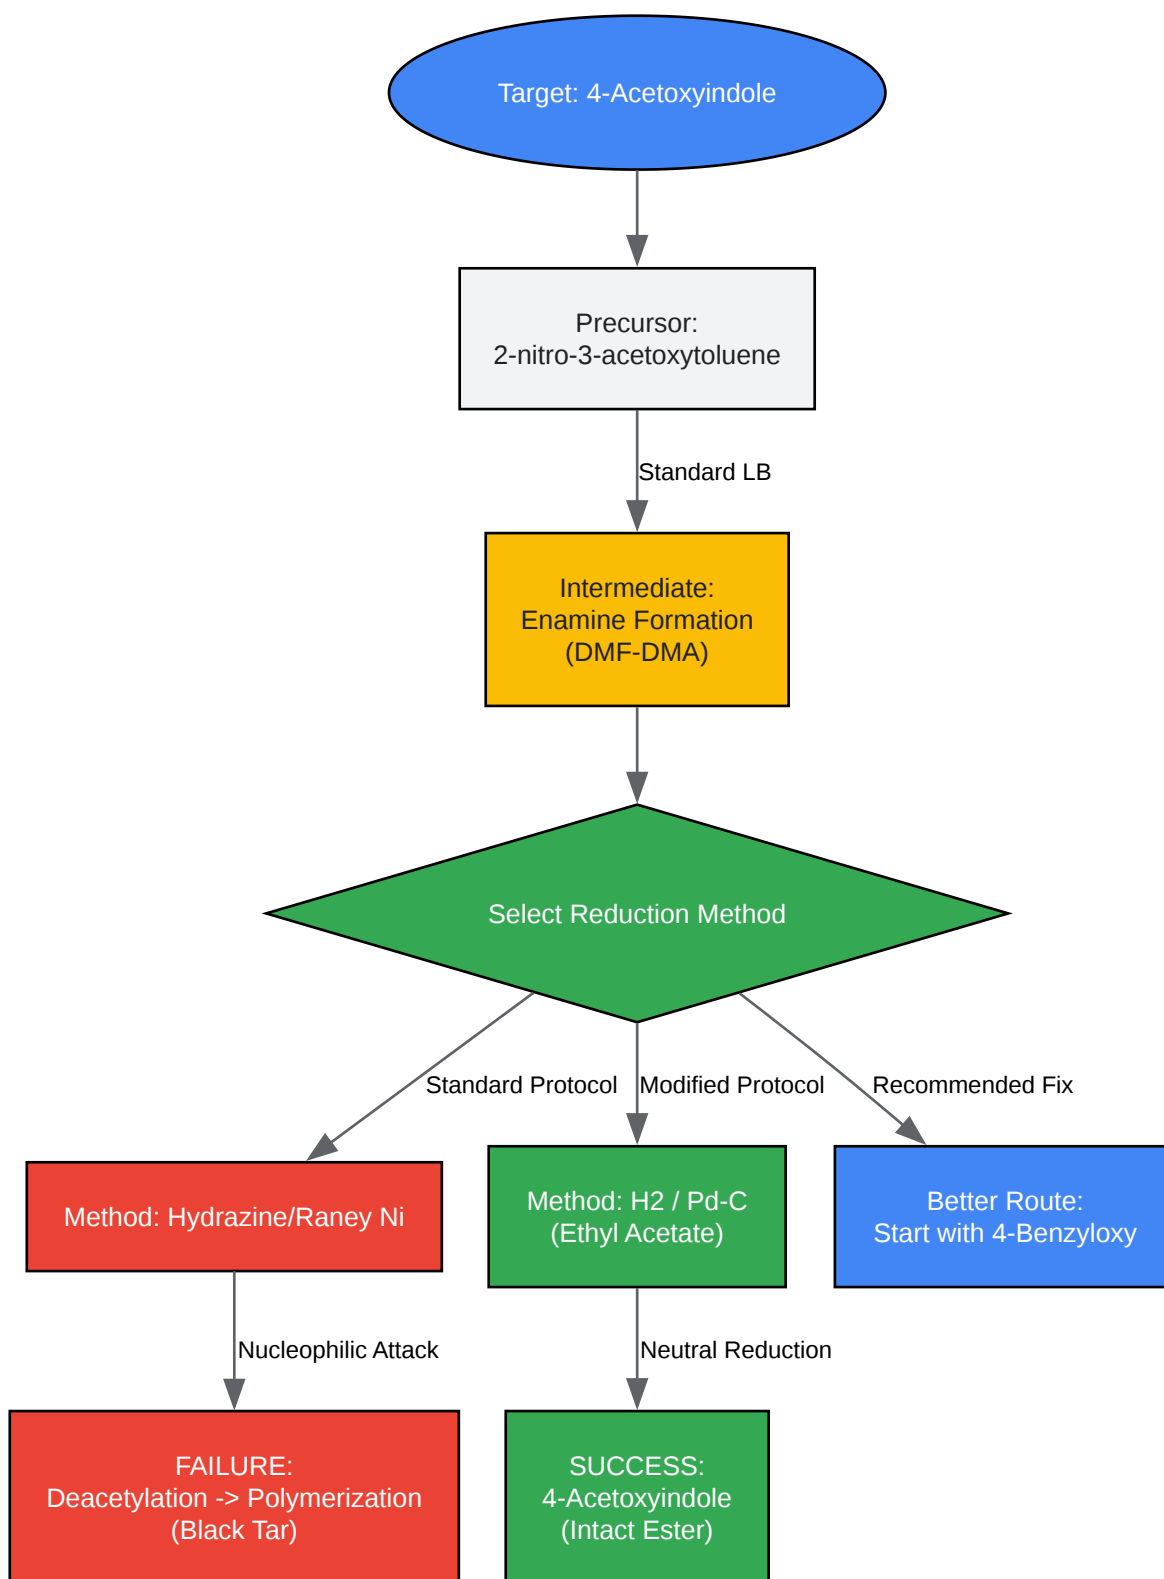 Target: 4-Acetoxyindole
Precursor:
2-nitro-3-acetoxytoluene
Standard LB
Intermediate:
Enamine Formation
(DMF-DMA)
Select Reduction Method
Standard Protocol
Modified Protocol
Recommended Fix
Method: Hydrazine/Raney Ni
Method: H2 / Pd-C
(Ethyl Acetate)
Better Route:
Start with 4-Benzyloxy
Nucleophilic Attack
Neutral Reduction
FAILURE:
Deacetylation -> Polymerization
(Black Tar)
SUCCESS:
4-Acetoxyindole
(Intact Ester)